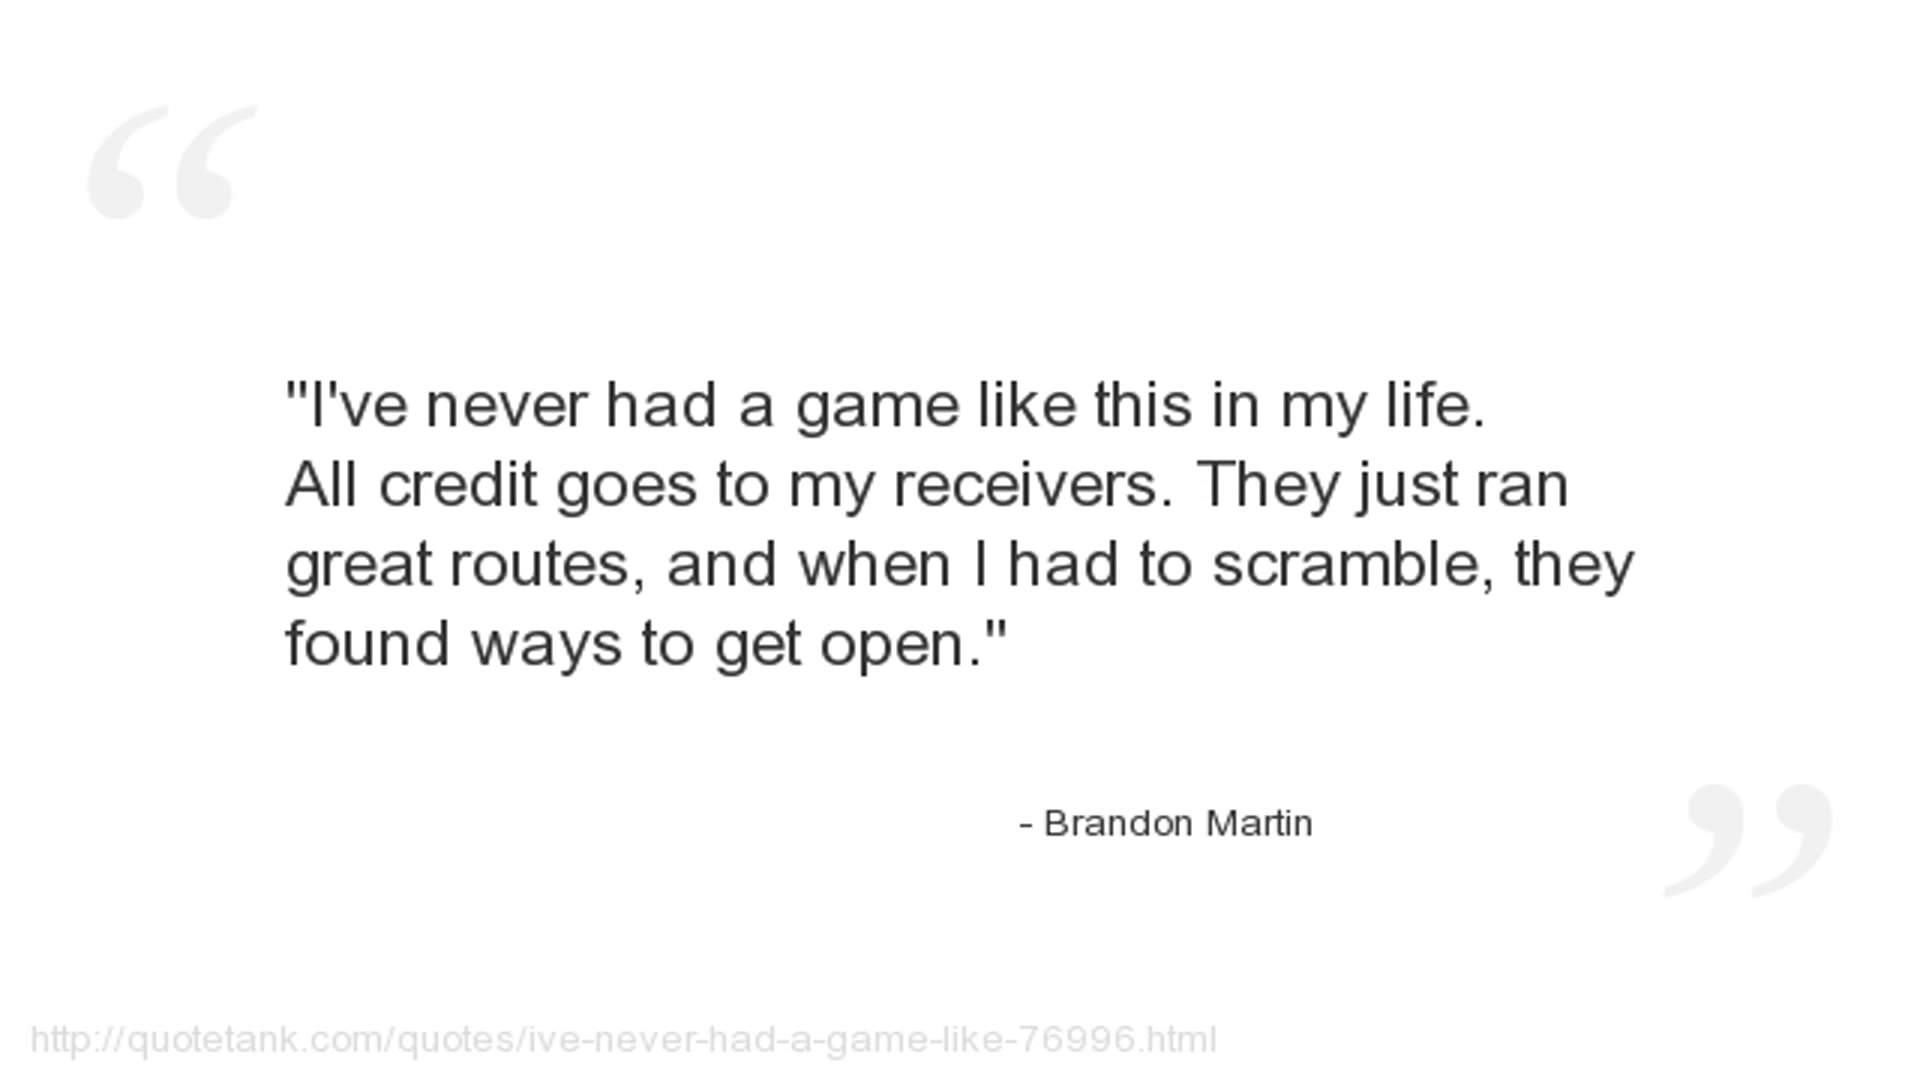 “
"I've never had a game like this in my life.
All credit goes to my receivers. They just ran
great routes, and when I had to scramble, they
found ways to get open."
- Brandon Martin
”
http://quotetank.com/quotes/ive-never-had-a-game-like-76996.html